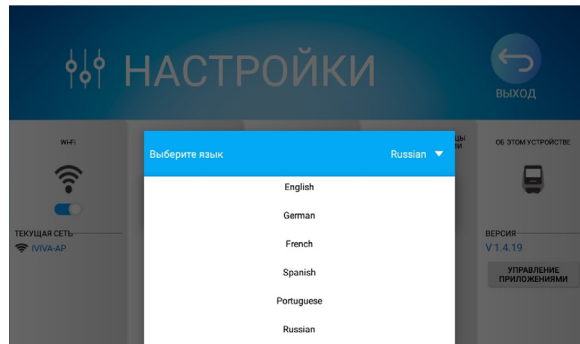 НАСТРОЙКИ
ВЫХОД
Wi-Fi
ОБ ЭТОМ УСТРОЙСТВЕ
Выберите язык
Russian
English
German
French
Spanish
Portuguese
Russian
ТЕКУЩАЯ СЕТЬ
IVIVA-AP
ВЕРСИЯ
V 1.4.19
УПРАВЛЕНИЕ
ПРИЛОЖЕНИЯМИ